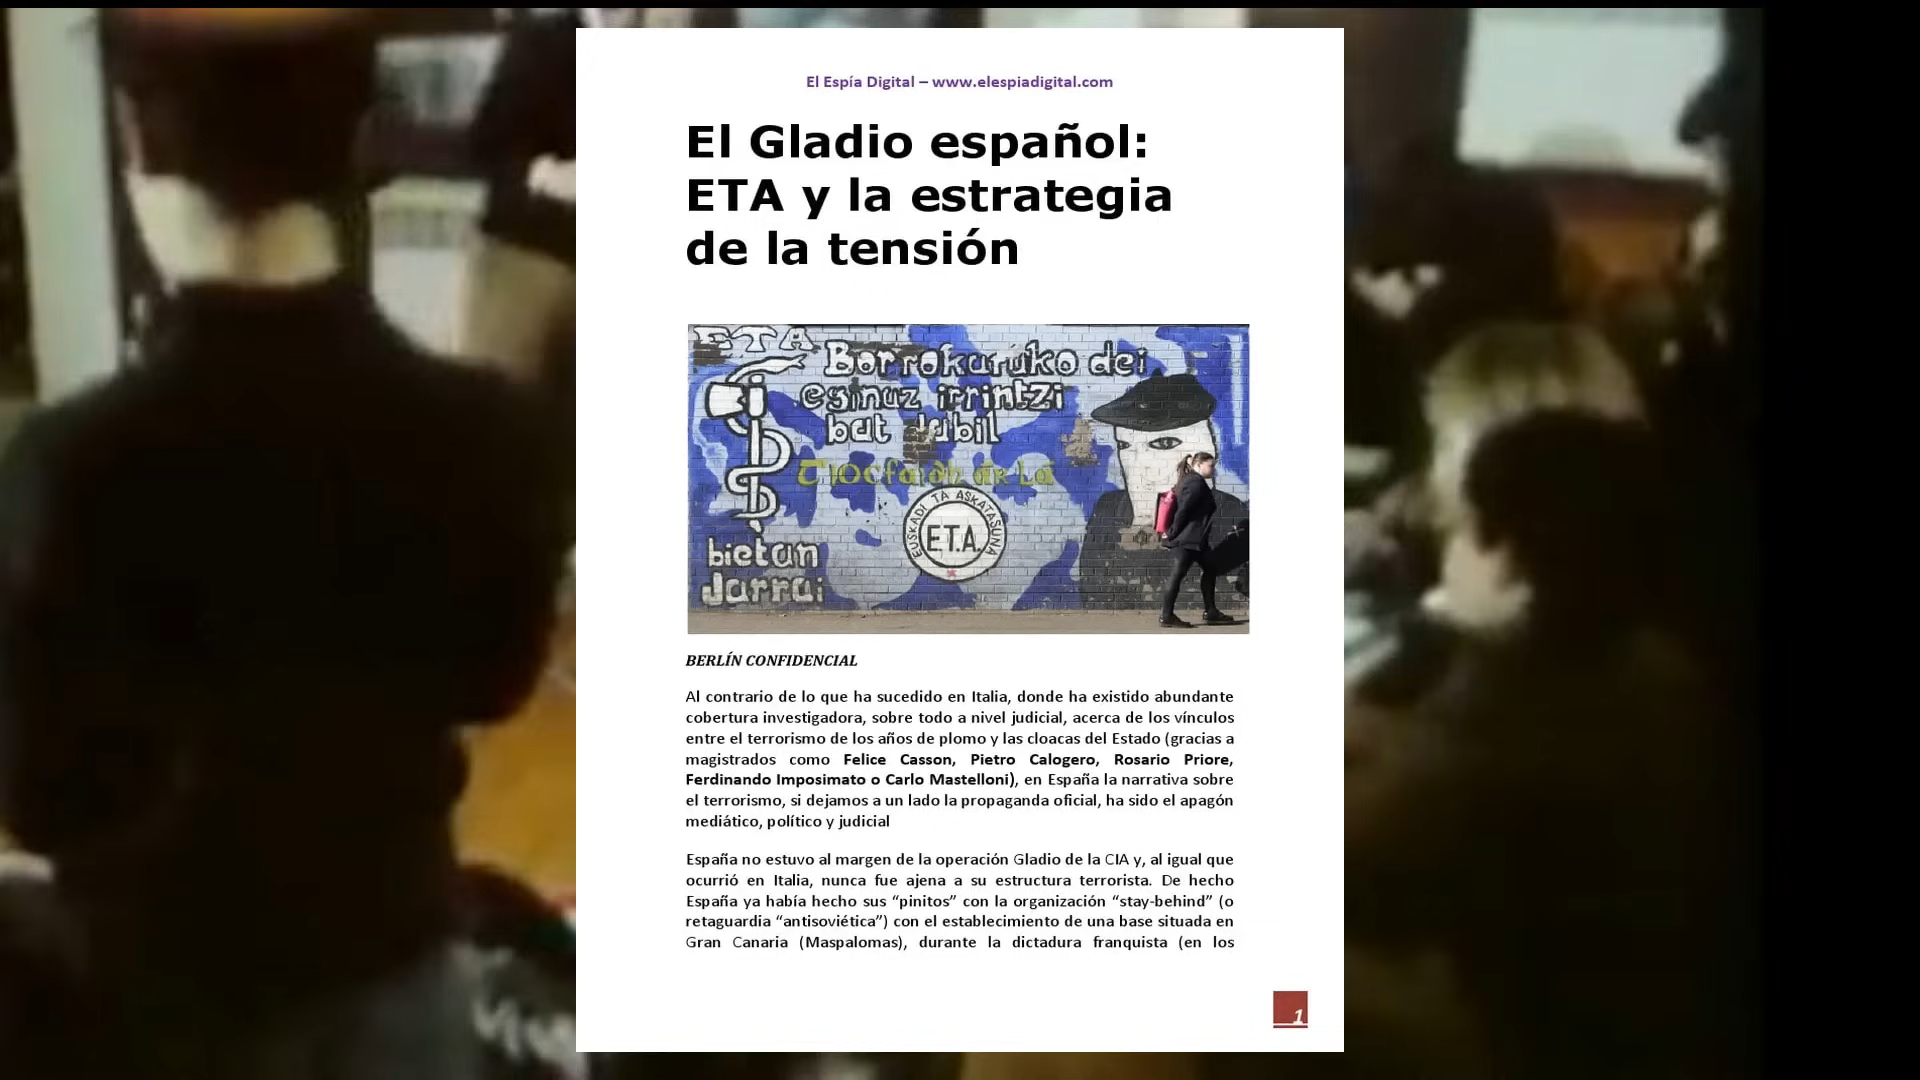 El Espía Digital – www.elespiadigital.com
El Gladio español:
ETA y la estrategia
de la tensión
ETA
Borrokaruko dei
eginuz irrintzi
bat dabil
Tiocfaidh ár Lá
EUSKADI TA ASKATASUNA
E.T.A.
bietan
Jarrai
BERLÍN CONFIDENCIAL
Al contrario de lo que ha sucedido en Italia, donde ha existido abundante
cobertura investigadora, sobre todo a nivel judicial, acerca de los vínculos
entre el terrorismo de los años de plomo y las cloacas del Estado (gracias a
magistrados como Felice Casson, Pietro Calogero, Rosario Priore,
Ferdinando Imposimato o Carlo Mastelloni), en España la narrativa sobre
el terrorismo, si dejamos a un lado la propaganda oficial, ha sido el apagón
mediático, político y judicial
España no estuvo al margen de la operación Gladio de la CIA y, al igual que
ocurrió en Italia, nunca fue ajena a su estructura terrorista. De hecho
España ya había hecho sus “pinitos” con la organización “stay-behind” (o
retaguardia “antisoviética”) con el establecimiento de una base situada en
Gran Canaria (Maspalomas), durante la dictadura franquista (en los
1